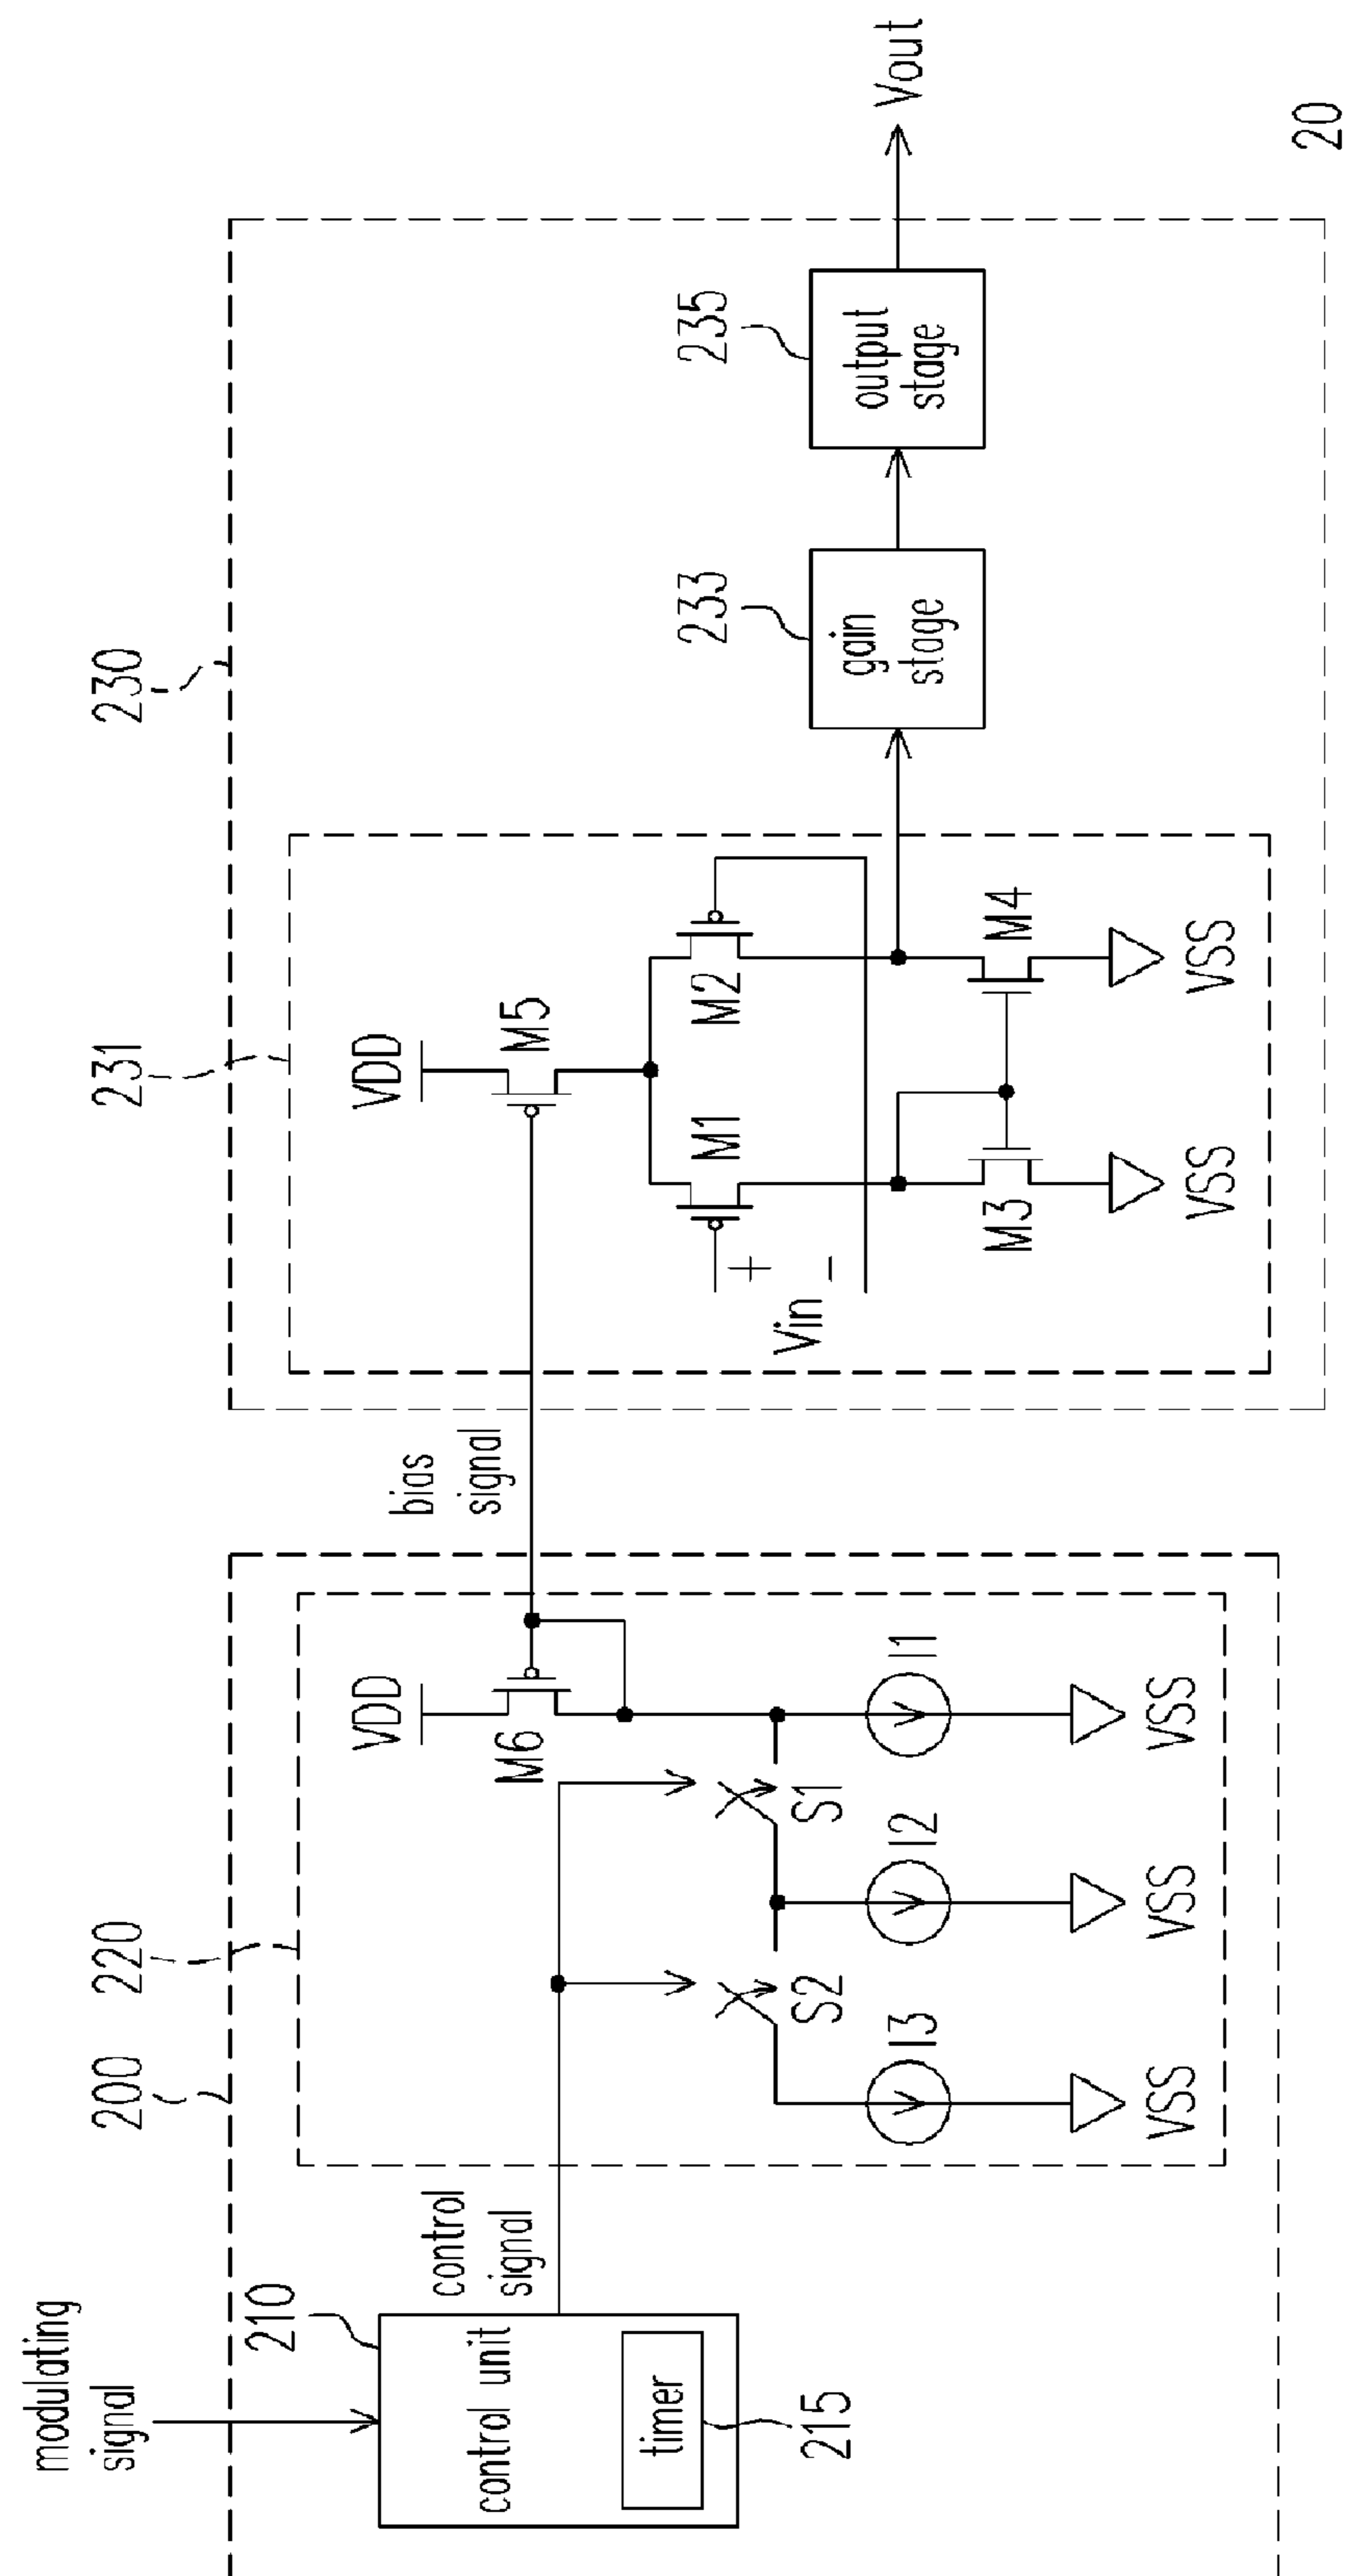 modulating
signal
200
220
230
231
210
control unit
timer
215
control
signal
VDD
M6
S2
S1
I3
I2
I1
VSS
VSS
VSS
bias
signal
VDD
M5
M1
M2
Vin
+
-
M3
M4
VSS
VSS
233
gain
stage
235
output
stage
Vout
20